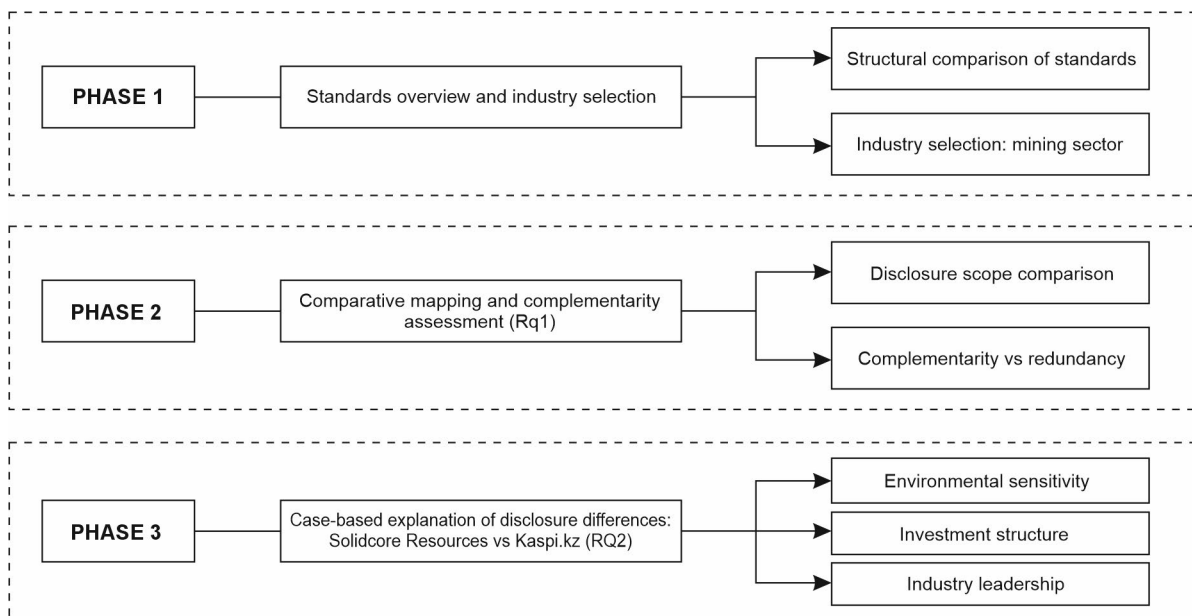 PHASE 1
Standards overview and industry selection
Structural comparison of standards
Industry selection: mining sector
PHASE 2
Comparative mapping and complementarity
assessment (Rq1)
Disclosure scope comparison
Complementarity vs redundancy
PHASE 3
Case-based explanation of disclosure differences:
Solidcore Resources vs Kaspi.kz (RQ2)
Environmental sensitivity
Investment structure
Industry leadership